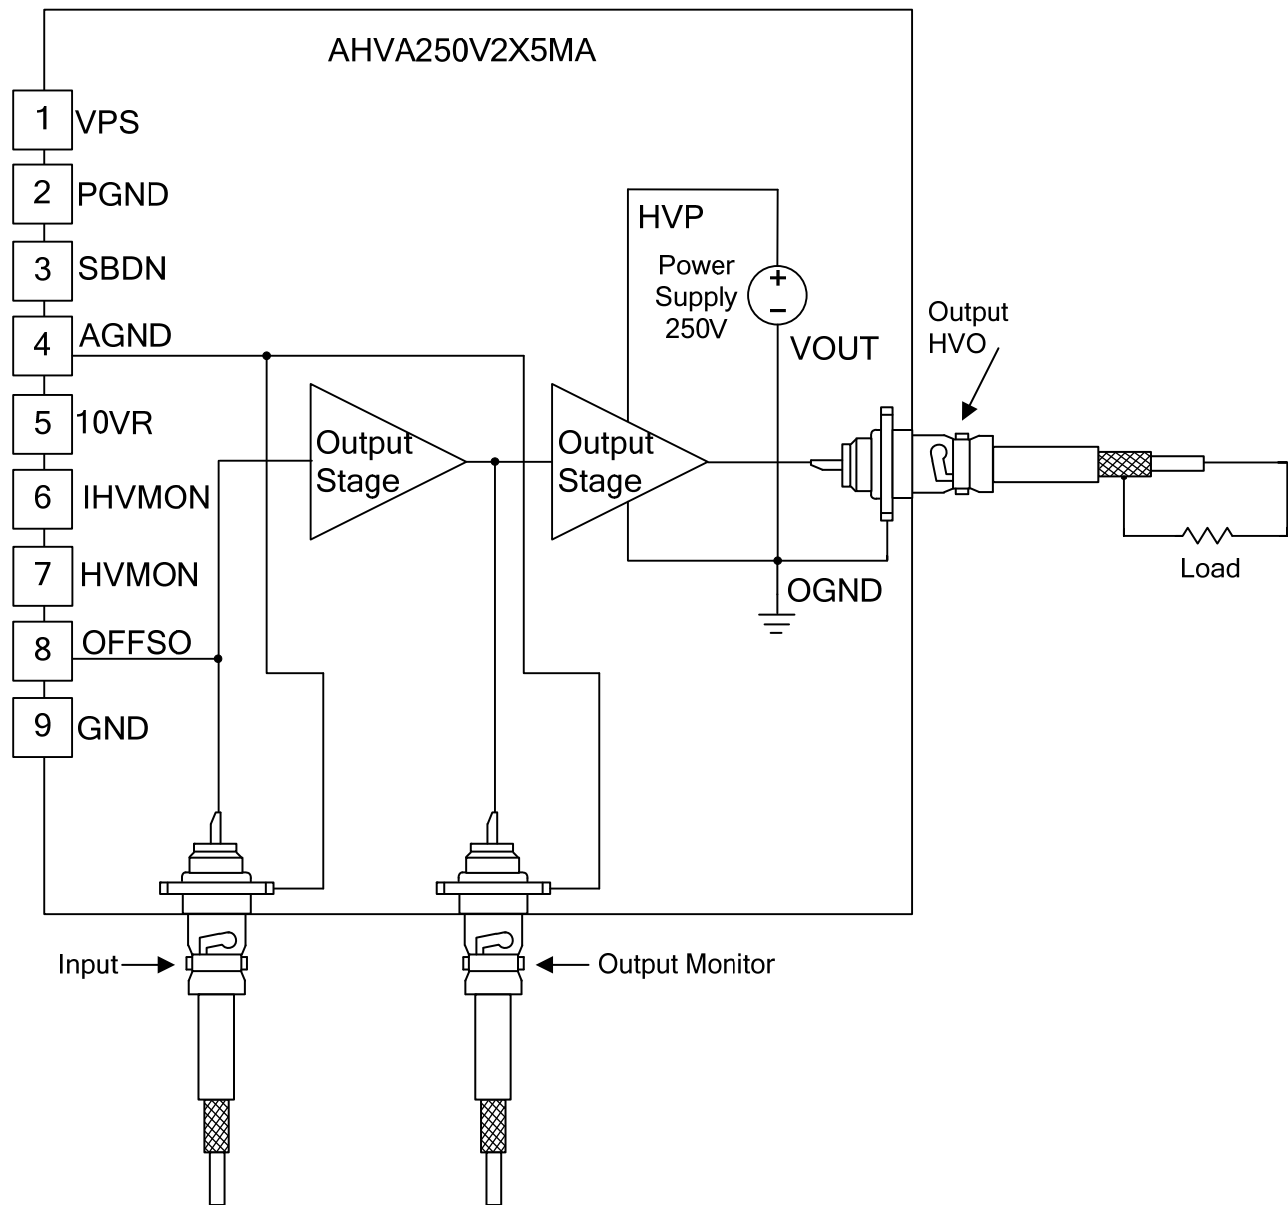 AHVA250V2X5MA
1 VPS
2 PGND
3 SBDN
4 AGND
5 10VR
6 IHVMON
7 HVMON
8 OFFSO
9 GND
HVP
Power
Supply
250V
+
−
VOUT
Output
HVO
Output
Stage
Output
Stage
OGND
Load
Input
Output Monitor